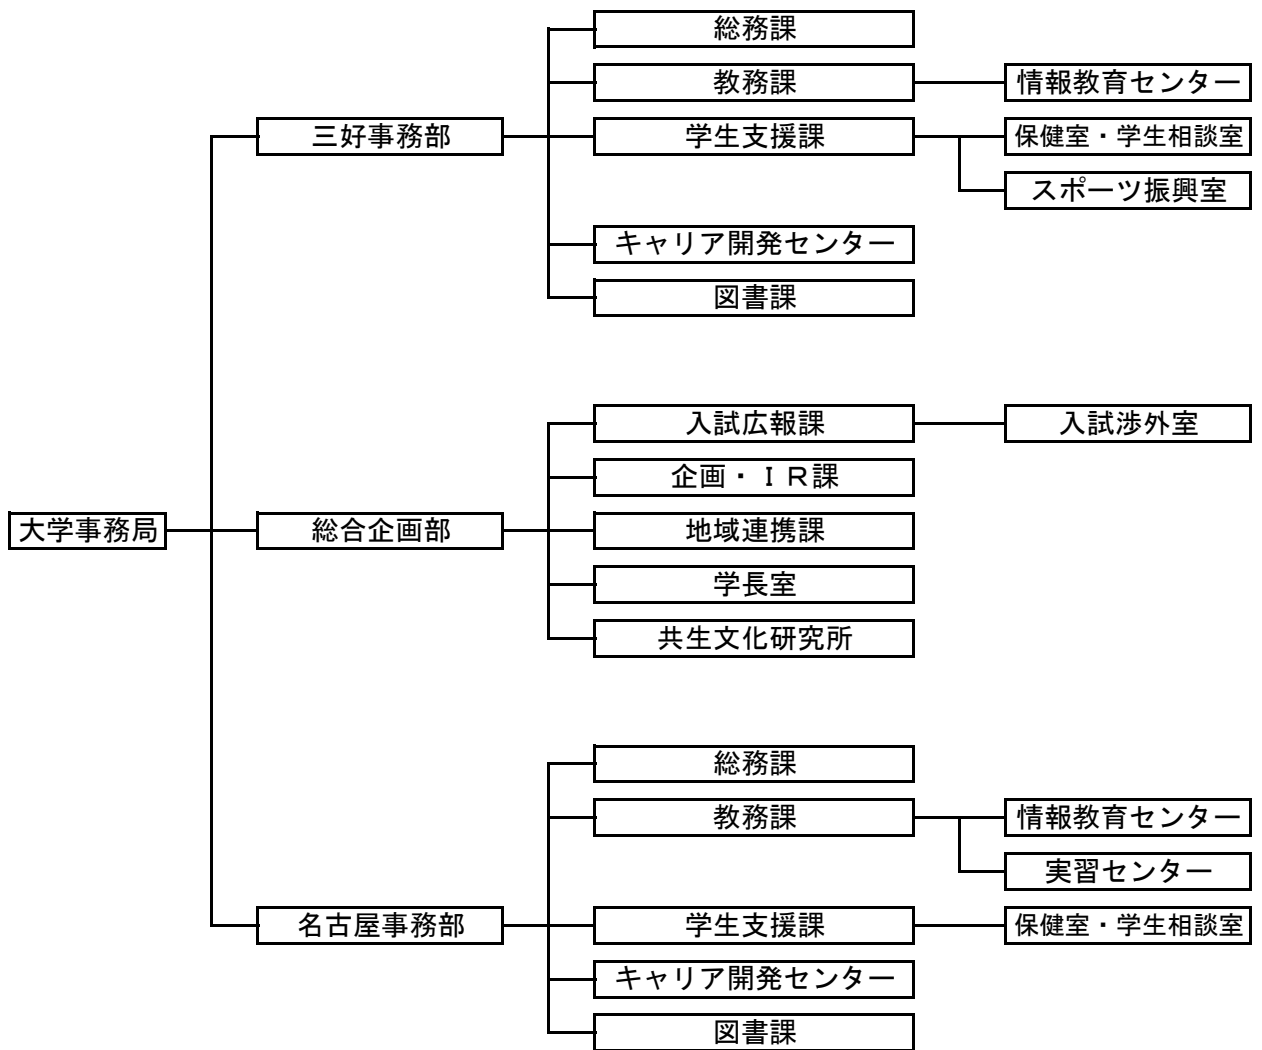 大学事務局
三好事務部
総務課
教務課
情報教育センター
学生支援課
保健室・学生相談室
スポーツ振興室
キャリア開発センター
図書課
総合企画部
入試広報課
入試渉外室
企画・ＩＲ課
地域連携課
学長室
共生文化研究所
名古屋事務部
総務課
教務課
情報教育センター
実習センター
学生支援課
保健室・学生相談室
キャリア開発センター
図書課